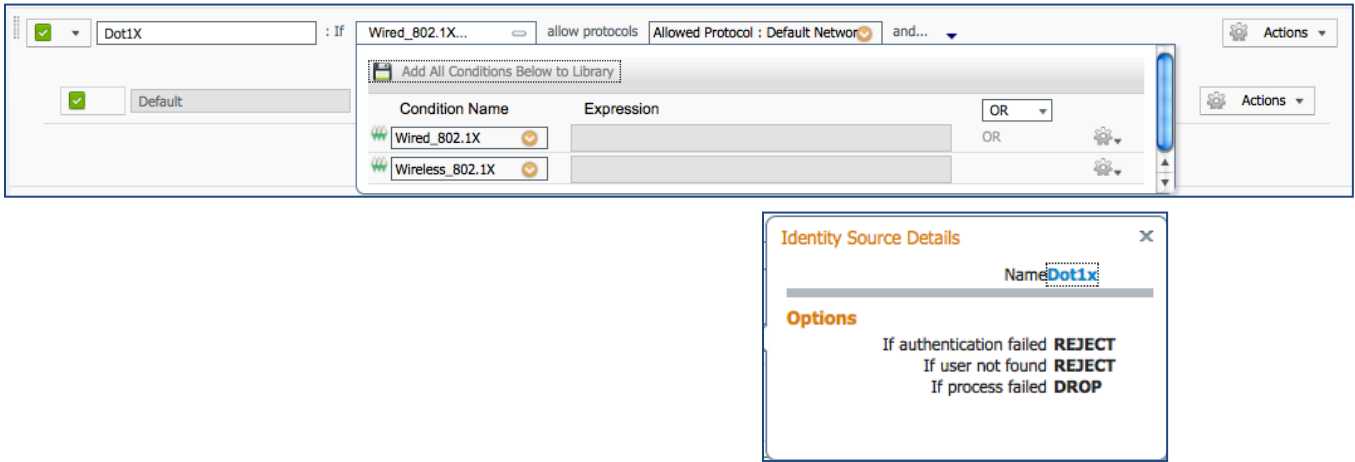 Dot1X : If Wired_802.1X... allow protocols Allowed Protocol : Default Networ and... Actions
Add All Conditions Below to Library
Default Actions
Condition Name Expression OR
Wired_802.1X OR
Wireless_802.1X
Identity Source Details
Name Dot1x
Options
If authentication failed REJECT
If user not found REJECT
If process failed DROP